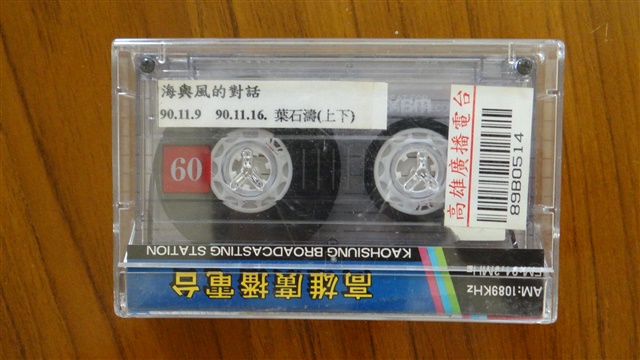 海與風的對話
90.11.9 90.11.16. 葉石濤(上下)
60
高雄廣播電台
89B0514
KAOHSIUNG BROADCASTING STATION
AM:1089KHz
高雄廣播電台